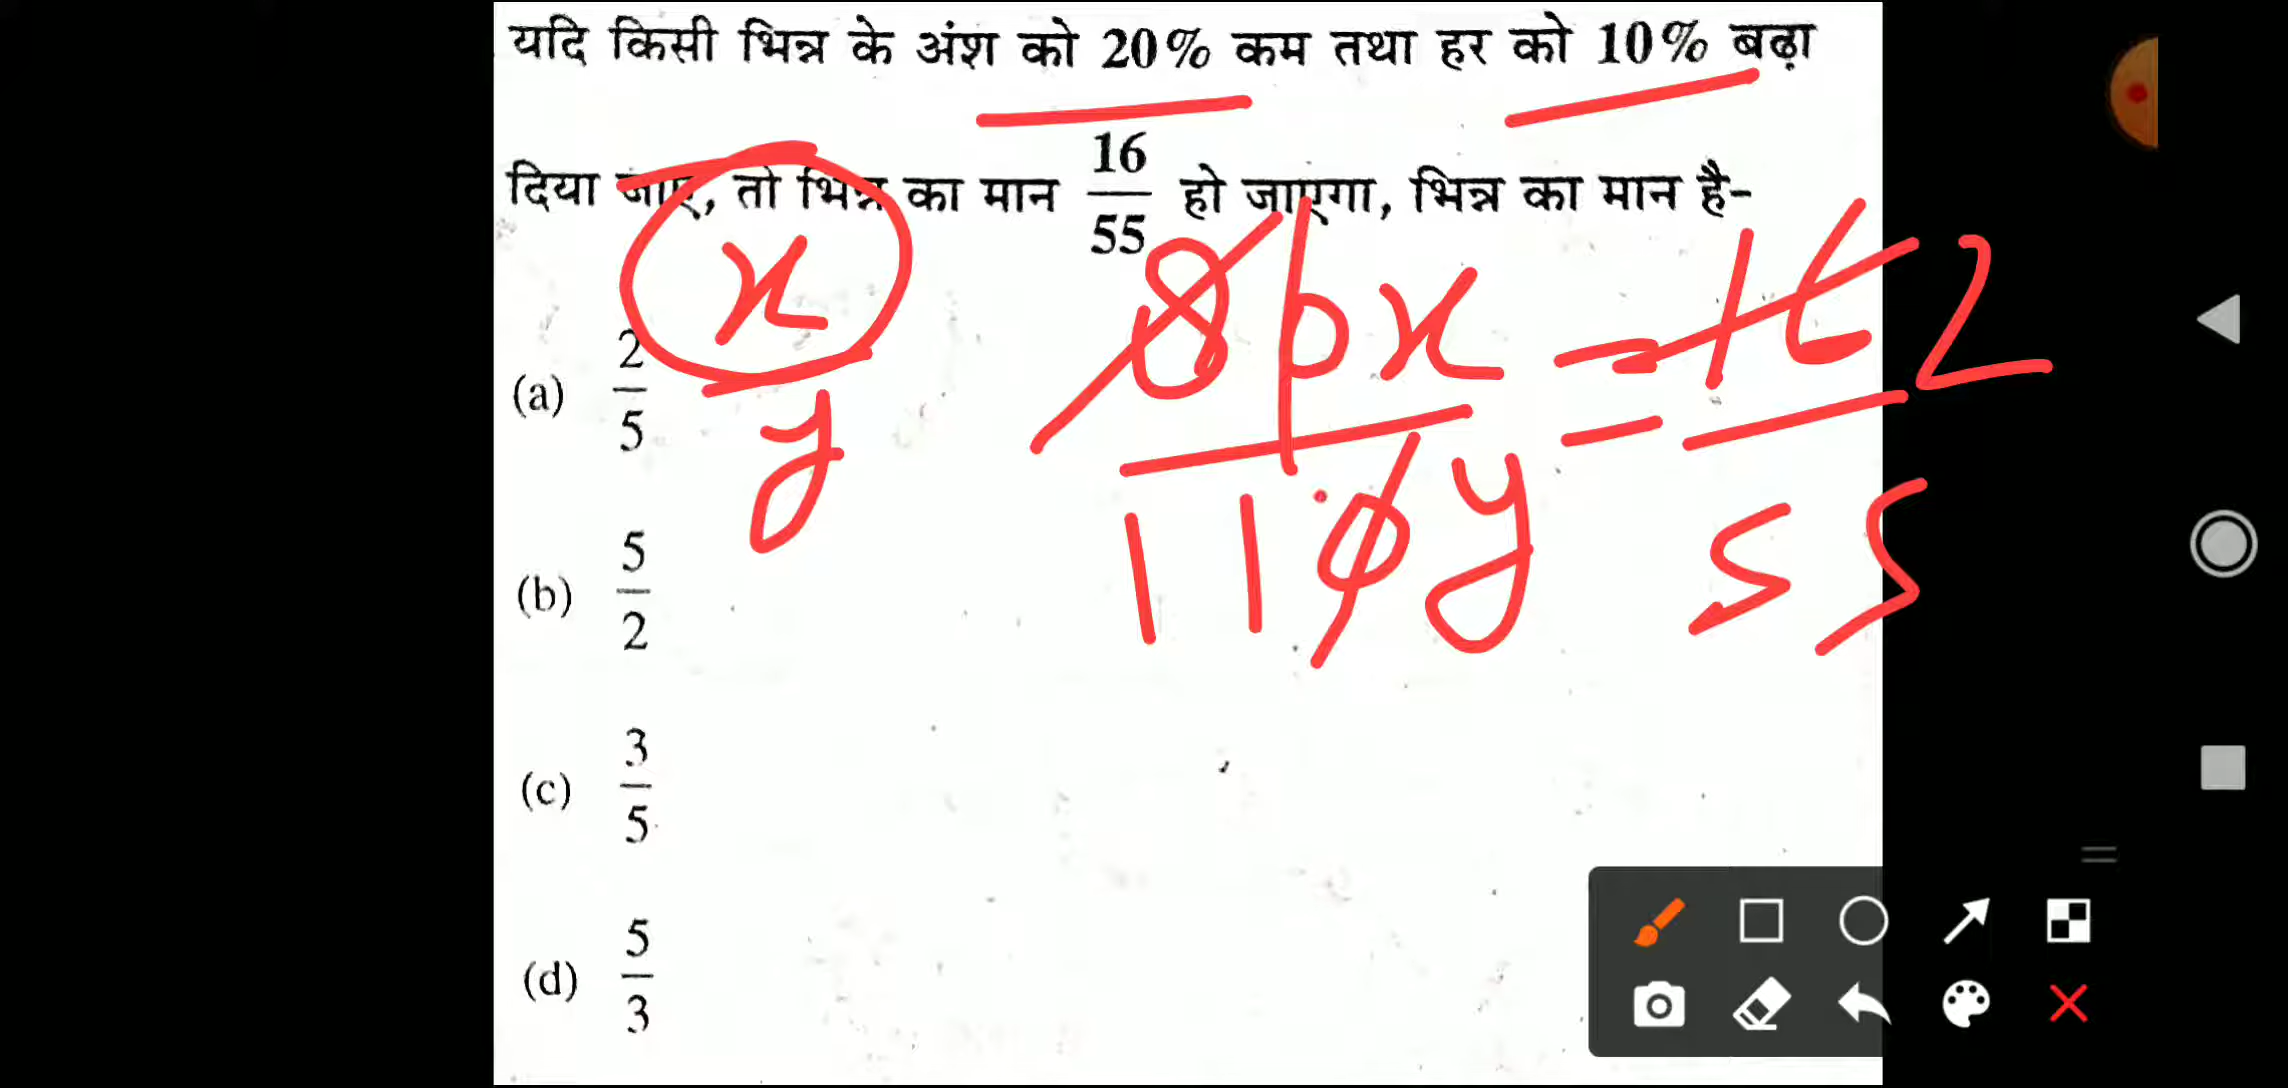 यदि किसी भिन्न के अंश को 20% कम तथा हर को 10% बढ़ा
दिया जाए, तो भिन्न का मान 16/55 हो जाएगा, भिन्न का मान है-
x/y
80x/110y = 16/55
2
(a) 2/5
(b) 5/2
(c) 3/5
(d) 5/3